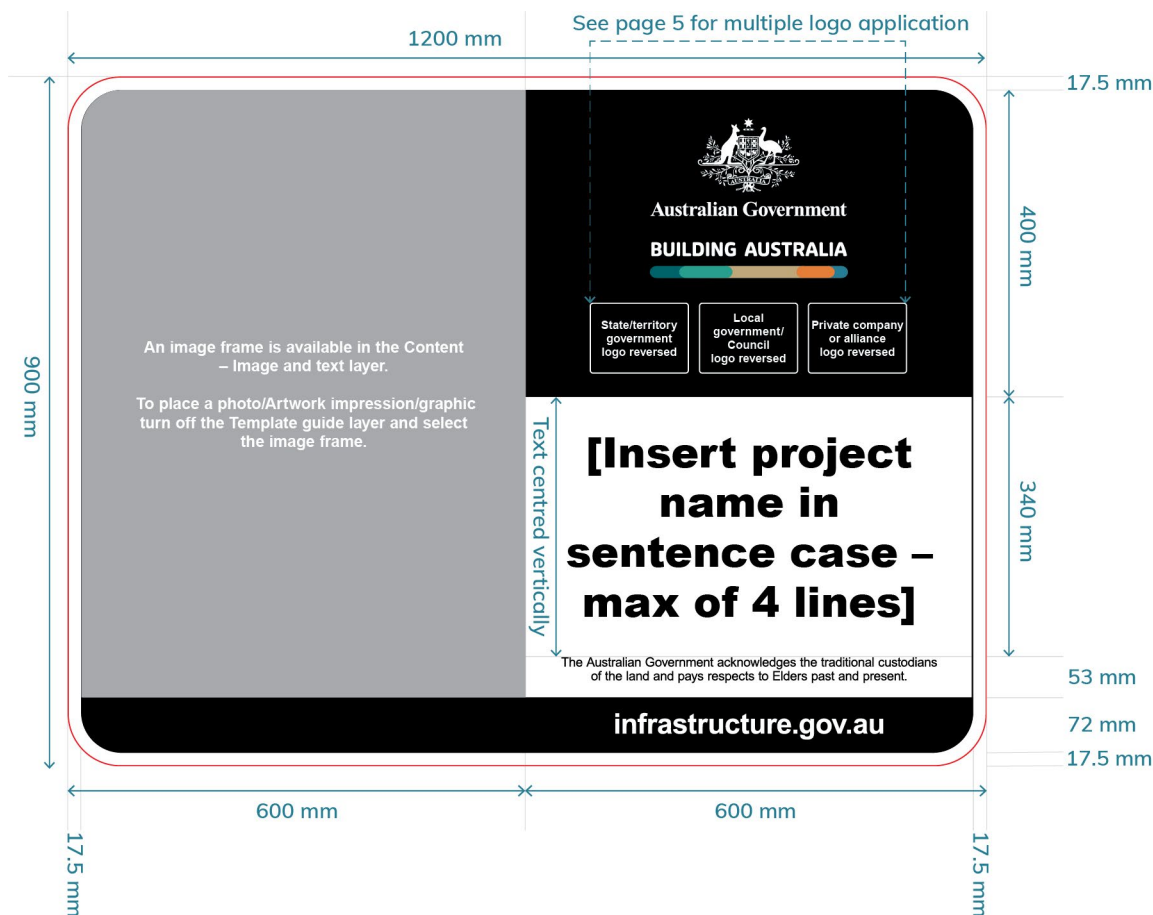 See page 5 for multiple logo application
1200 mm
17.5 mm
AUSTRALIA
Australian Government
BUILDING AUSTRALIA
State/territory
government
logo reversed
Local
government/
Council
logo reversed
Private company
or alliance
logo reversed
400 mm
An image frame is available in the Content
– Image and text layer.
To place a photo/Artwork impression/graphic
turn off the Template guide layer and select
the image frame.
900 mm
Text centred vertically
[Insert project
name in
sentence case –
max of 4 lines]
340 mm
The Australian Government acknowledges the traditional custodians
of the land and pays respects to Elders past and present.
53 mm
infrastructure.gov.au
72 mm
17.5 mm
600 mm
600 mm
17.5 mm
17.5 mm